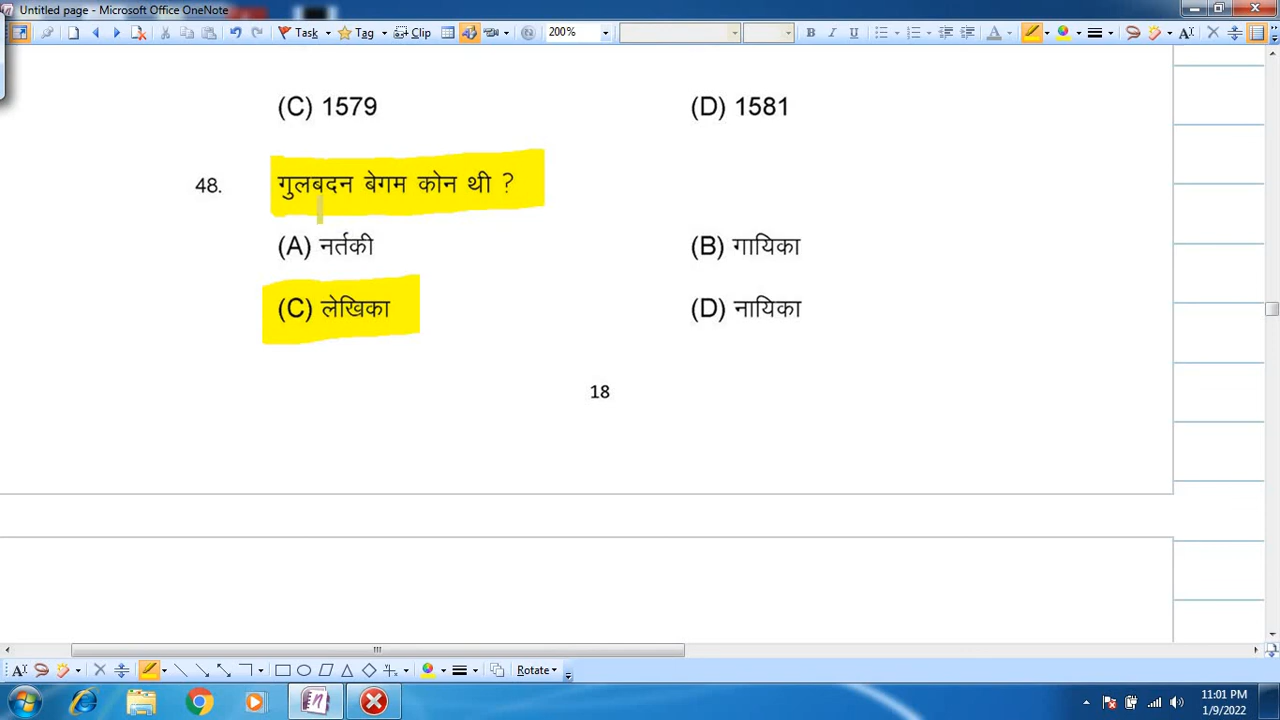 Untitled page - Microsoft Office OneNote
Task Tag Clip 200%
(C) 1579 (D) 1581
48. गुलबदन बेगम कोन थी ?
(A) नर्तकी (B) गायिका
(C) लेखिका (D) नायिका
18
Rotate
11:01 PM
1/9/2022